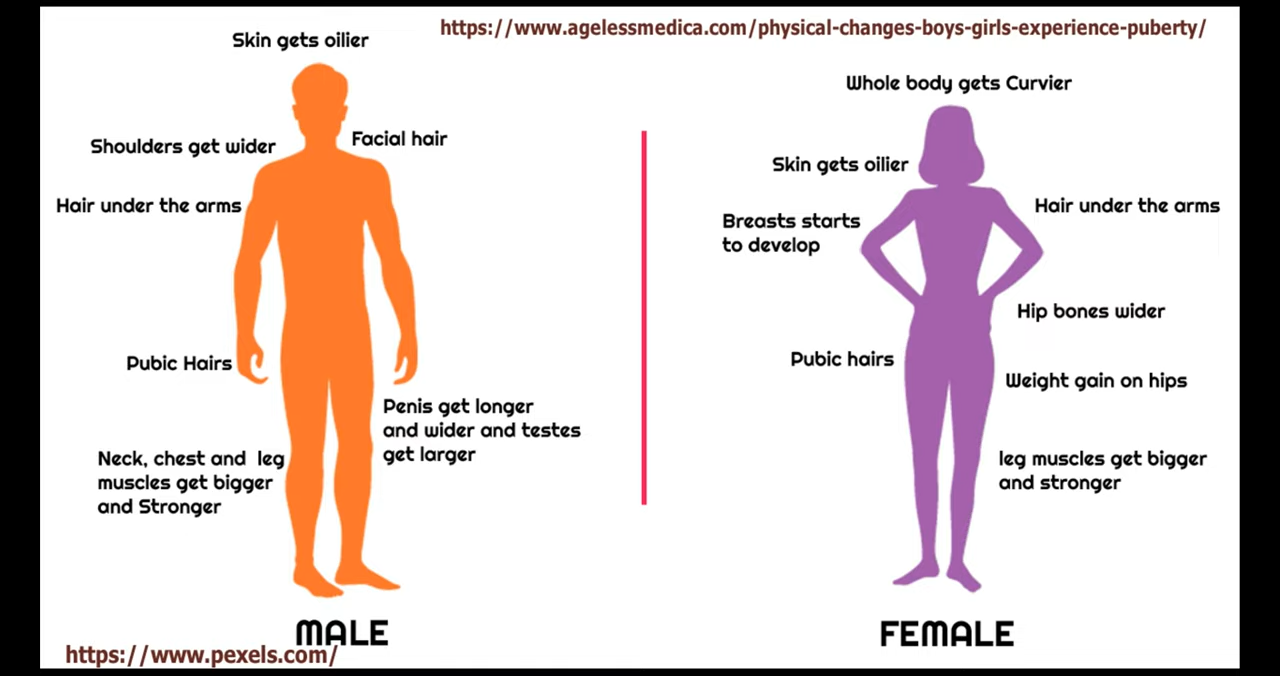 https://www.agelessmedica.com/physical-changes-boys-girls-experience-puberty/
Skin gets oilier
Shoulders get wider
Facial hair
Hair under the arms
Pubic Hairs
Penis get longer
and wider and testes
get larger
Neck, chest and leg
muscles get bigger
and Stronger
MALE
https://www.pexels.com/
Whole body gets Curvier
Skin gets oilier
Hair under the arms
Breasts starts
to develop
Hip bones wider
Pubic hairs
Weight gain on hips
leg muscles get bigger
and stronger
FEMALE